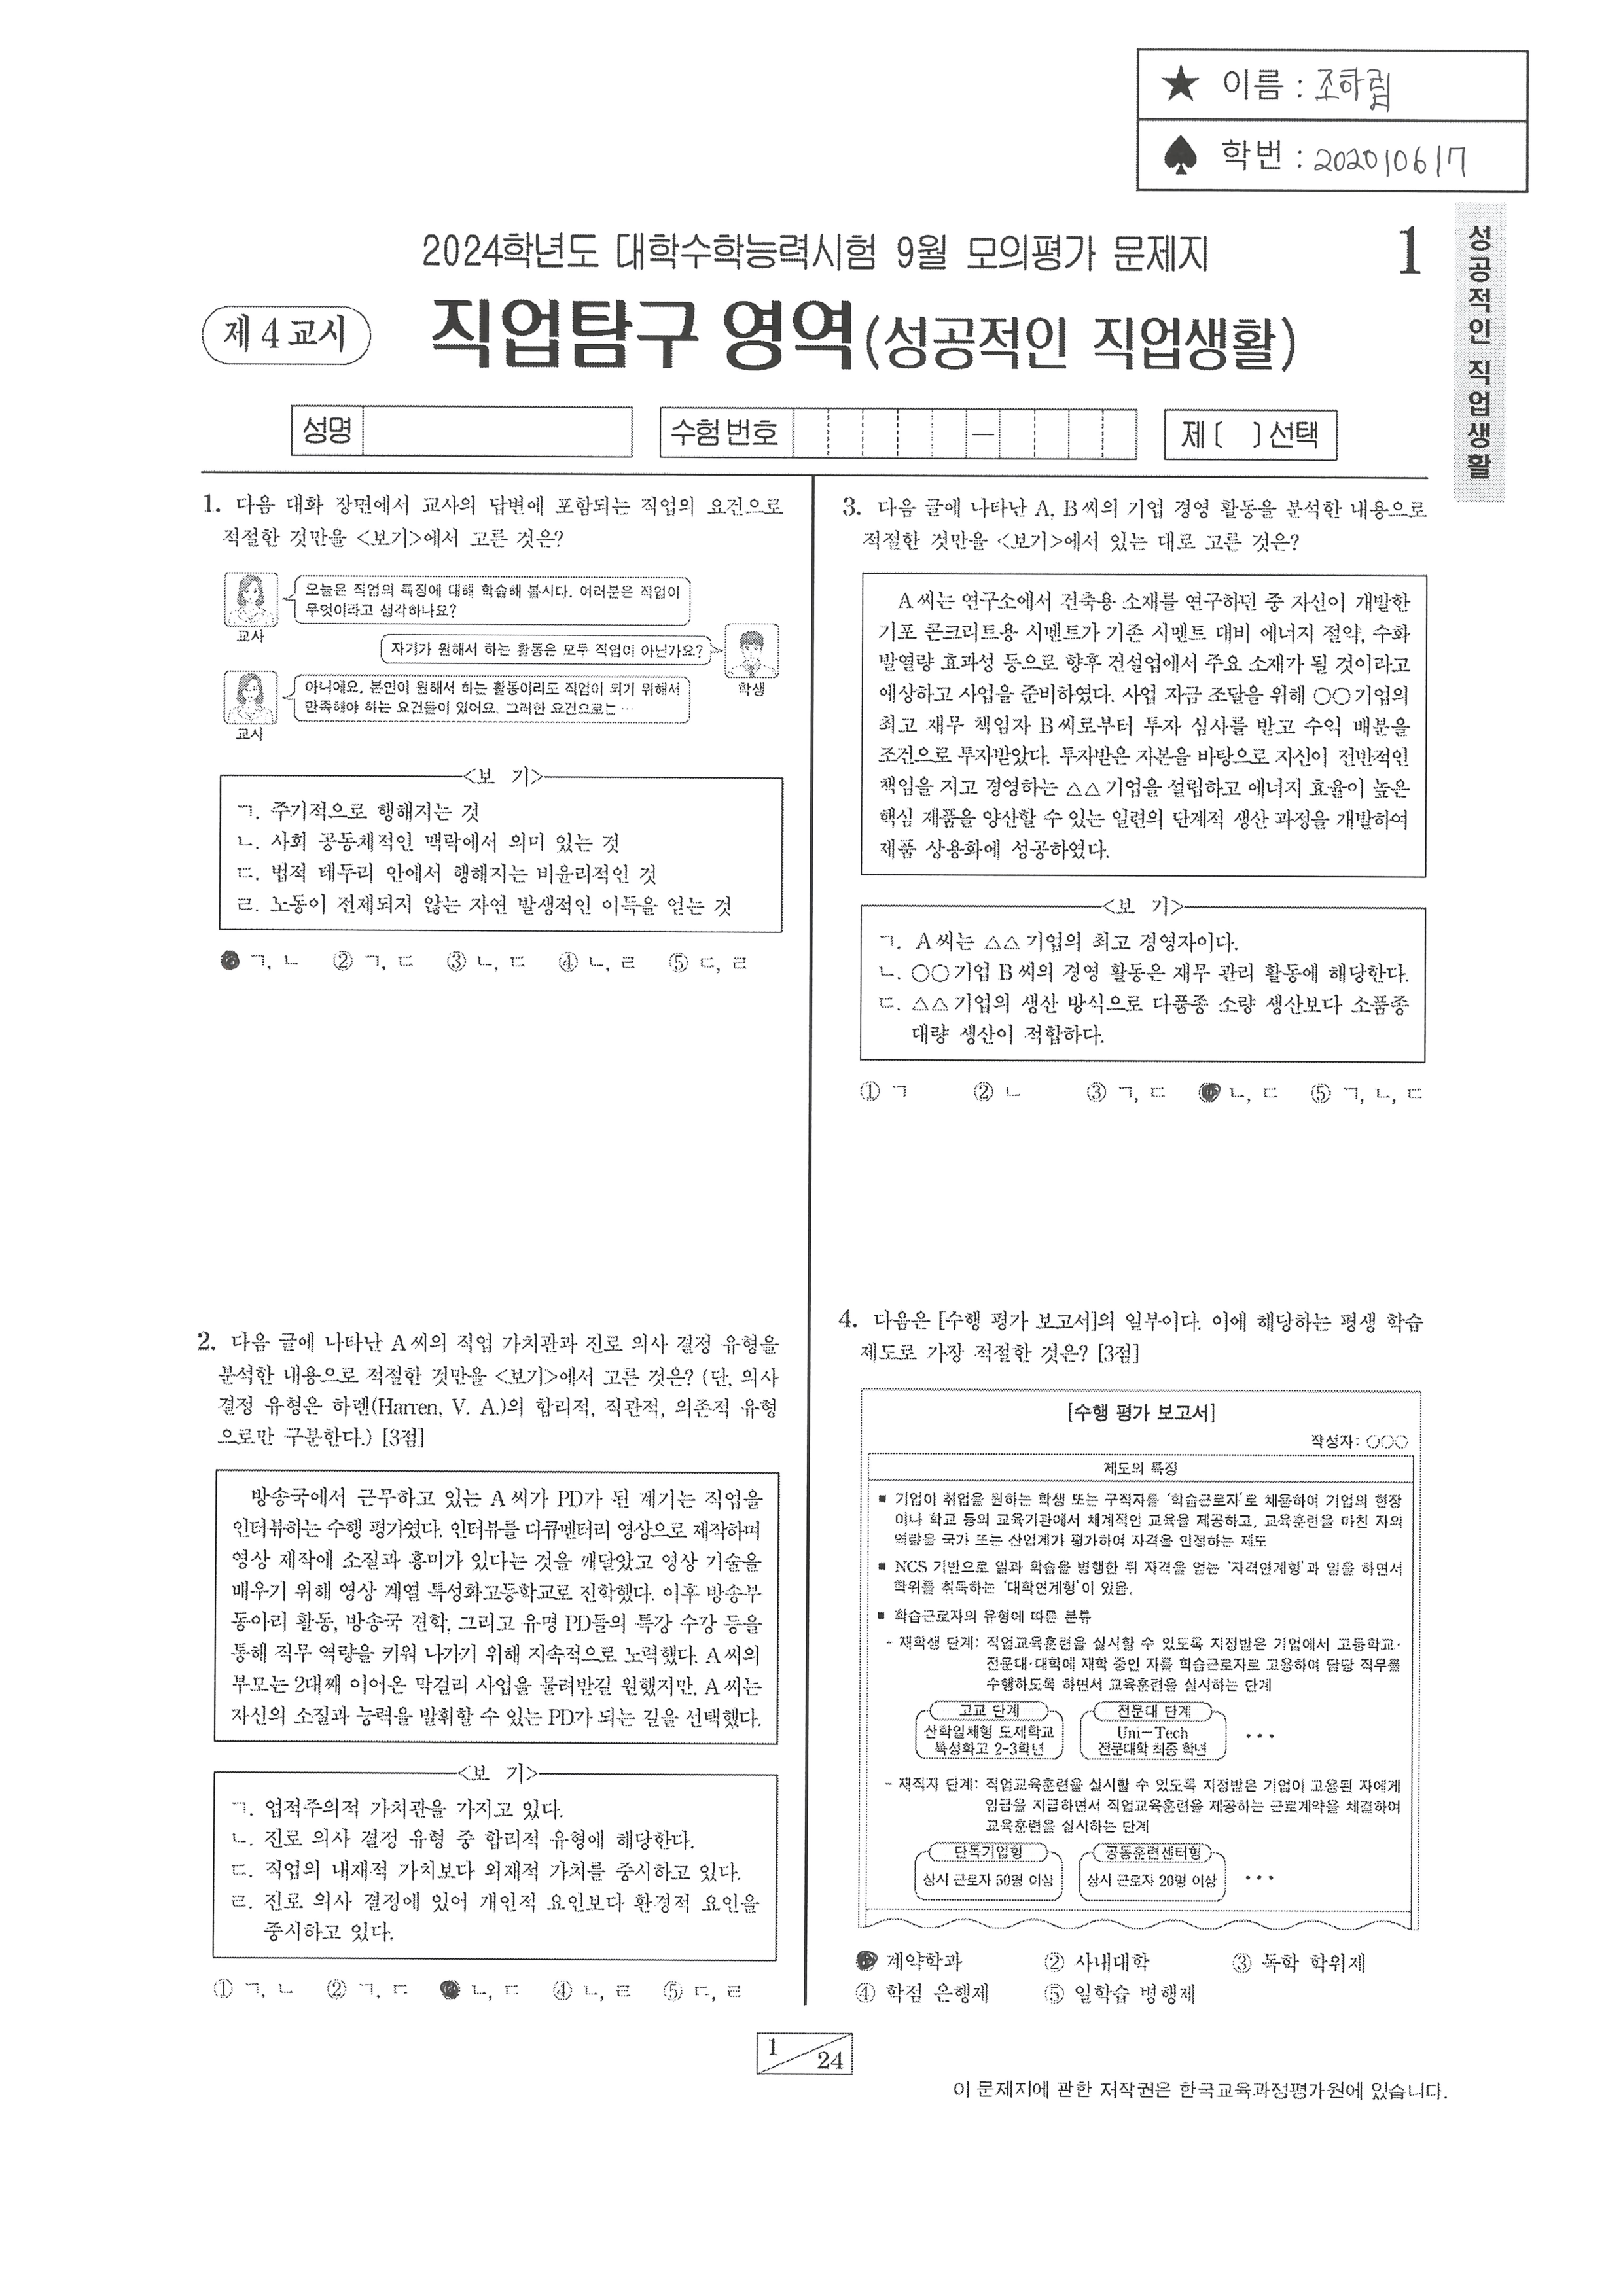 ★ 이름 : 조하립
♠ 학번 : 2020106617
2024학년도 대학수학능력시험 9월 모의평가 문제지
1
제 4 교시
직업탐구 영역(성공적인 직업생활)
성공적인 직업생활
성명
수험번호
—
제 ( ) 선택
1. 다음 대화 장면에서 교사의 답변에 포함되는 직업의 요건으로
적절한 것만을 <보기>에서 고른 것은?
오늘은 직업의 특징에 대해 학습해 봅시다. 여러분은 직업이
무엇이라고 생각하나요?
교사
자기가 원해서 하는 활동은 모두 직업이 아닌가요?
학생
아니에요. 본인이 원해서 하는 활동이라도 직업이 되기 위해서
만족해야 하는 요건들이 있어요. 그러한 요건으로는 …
교사
<보 기>
ㄱ. 주기적으로 행해지는 것
ㄴ. 사회 공동체적인 맥락에서 의미 있는 것
ㄷ. 법적 테두리 안에서 행해지는 비윤리적인 것
ㄹ. 노동이 전제되지 않는 자연 발생적인 이득을 얻는 것
ㄱ, ㄴ ② ㄱ, ㄷ ③ ㄴ, ㄷ ④ ㄴ, ㄹ ⑤ ㄷ, ㄹ
2. 다음 글에 나타난 A씨의 직업 가치관과 진로 의사 결정 유형을
분석한 내용으로 적절한 것만을 <보기>에서 고른 것은? (단, 의사
결정 유형은 하렌(Harren, V. A.)의 합리적, 직관적, 의존적 유형
으로만 구분한다.) [3점]
방송국에서 근무하고 있는 A씨가 PD가 된 계기는 직업을
인터뷰하는 수행 평가였다. 인터뷰를 다큐멘터리 영상으로 제작하며
영상 제작에 소질과 흥미가 있다는 것을 깨달았고 영상 기술을
배우기 위해 영상 계열 특성화고등학교로 진학했다. 이후 방송부
동아리 활동, 방송국 견학, 그리고 유명 PD들의 특강 수강 등을
통해 직무 역량을 키워 나가기 위해 지속적으로 노력했다. A씨의
부모는 2대째 이어온 막걸리 사업을 물려받길 원했지만, A씨는
자신의 소질과 능력을 발휘할 수 있는 PD가 되는 길을 선택했다.
<보 기>
ㄱ. 업적주의적 가치관을 가지고 있다.
ㄴ. 진로 의사 결정 유형 중 합리적 유형에 해당한다.
ㄷ. 직업의 내재적 가치보다 외재적 가치를 중시하고 있다.
ㄹ. 진로 의사 결정에 있어 개인적 요인보다 환경적 요인을
중시하고 있다.
① ㄱ, ㄴ ② ㄱ, ㄷ ㄴ, ㄷ ④ ㄴ, ㄹ ⑤ ㄷ, ㄹ
3. 다음 글에 나타난 A, B씨의 기업 경영 활동을 분석한 내용으로
적절한 것만을 <보기>에서 있는 대로 고른 것은?
A씨는 연구소에서 건축용 소재를 연구하던 중 자신이 개발한
기포 콘크리트용 시멘트가 기존 시멘트 대비 에너지 절약, 수화
발열량 효과성 등으로 향후 건설업에서 주요 소재가 될 것이라고
예상하고 사업을 준비하였다. 사업 자금 조달을 위해 ○○기업의
최고 재무 책임자 B씨로부터 투자 심사를 받고 수익 배분을
조건으로 투자받았다. 투자받은 자본을 바탕으로 자신이 전반적인
책임을 지고 경영하는 △△기업을 설립하고 에너지 효율이 높은
핵심 제품을 양산할 수 있는 일련의 단계적 생산 과정을 개발하여
제품 상용화에 성공하였다.
<보 기>
ㄱ. A씨는 △△기업의 최고 경영자이다.
ㄴ. ○○기업 B씨의 경영 활동은 재무 관리 활동에 해당한다.
ㄷ. △△기업의 생산 방식으로 다품종 소량 생산보다 소품종
대량 생산이 적합하다.
① ㄱ ② ㄴ ③ ㄱ, ㄷ ㄴ, ㄷ ⑤ ㄱ, ㄴ, ㄷ
4. 다음은 [수행 평가 보고서]의 일부이다. 이에 해당하는 평생 학습
제도로 가장 적절한 것은? [3점]
[수행 평가 보고서]
작성자: ○○○
제도의 특징
■ 기업이 취업을 원하는 학생 또는 구직자를 ‘학습근로자’로 채용하여 기업의 현장
이나 학교 등의 교육기관에서 체계적인 교육을 제공하고, 교육훈련을 마친 자의
역량을 국가 또는 산업계가 평가하여 자격을 인정하는 제도
■ NCS 기반으로 일과 학습을 병행한 뒤 자격을 얻는 ‘자격연계형’과 일을 하면서
학위를 취득하는 ‘대학연계형’이 있음.
■ 학습근로자의 유형에 따른 분류
- 재학생 단계: 직업교육훈련을 실시할 수 있도록 지정받은 기업에서 고등학교·
전문대·대학에 재학 중인 자를 학습근로자로 고용하여 담당 직무를
수행하도록 하면서 교육훈련을 실시하는 단계
고교 단계
산학일체형 도제학교
특성화고 2~3학년
전문대 단계
Uni-Tech
전문대학 최종 학년
…
- 재직자 단계: 직업교육훈련을 실시할 수 있도록 지정받은 기업이 고용된 자에게
임금을 지급하면서 직업교육훈련을 제공하는 근로계약을 체결하여
교육훈련을 실시하는 단계
단독기업형
상시 근로자 50명 이상
공동훈련센터형
상시 근로자 20명 이상
…
계약학과 ② 사내대학 ③ 독학 학위제
④ 학점 은행제 ⑤ 일학습 병행제
1
24
이 문제지에 관한 저작권은 한국교육과정평가원에 있습니다.